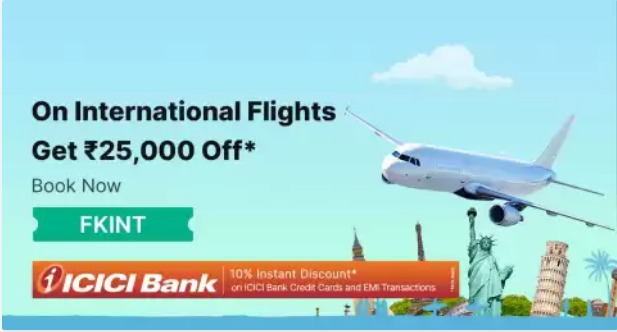 On International Flights
Get ₹25,000 Off*
Book Now
FKINT
ICICI Bank
10% Instant Discount*
on ICICI Bank Credit Cards and EMI Transactions